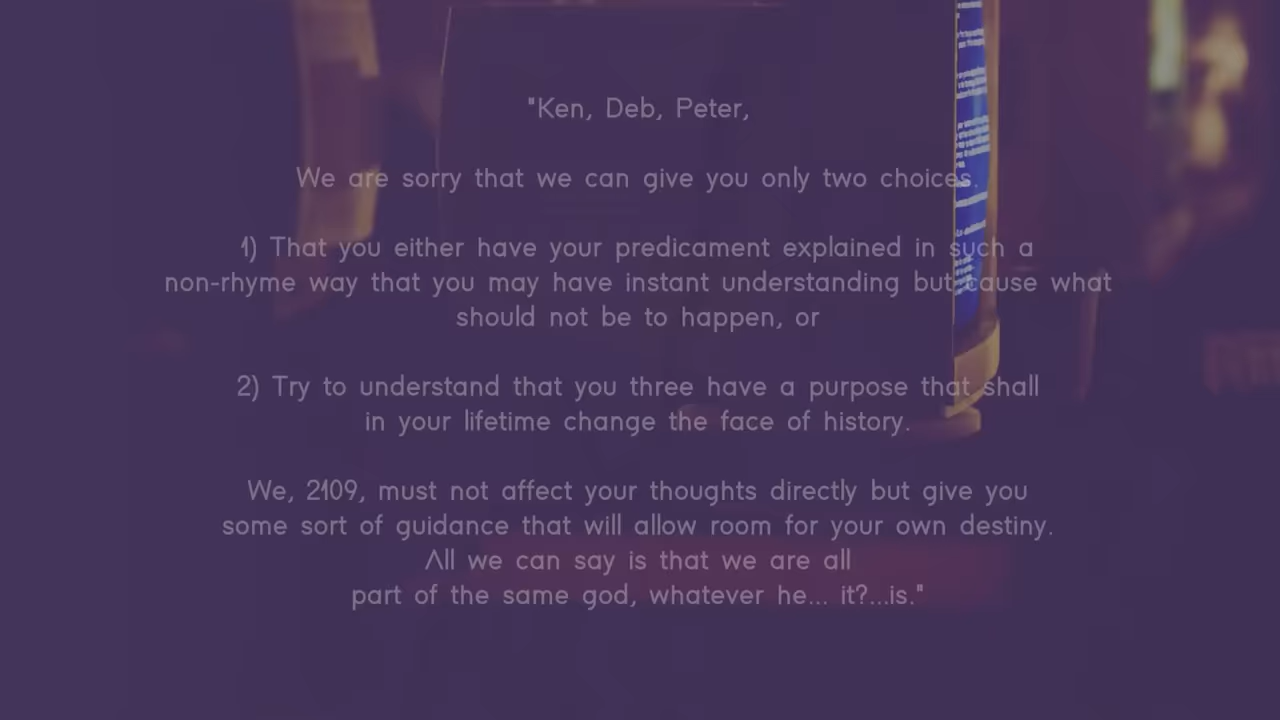 "Ken, Deb, Peter,
We are sorry that we can give you only two choices.
1) That you either have your predicament explained in such a
non-rhyme way that you may have instant understanding but cause what
should not be to happen, or
2) Try to understand that you three have a purpose that shall
in your lifetime change the face of history.
We, 2109, must not affect your thoughts directly but give you
some sort of guidance that will allow room for your own destiny.
All we can say is that we are all
part of the same god, whatever he... it?...is."